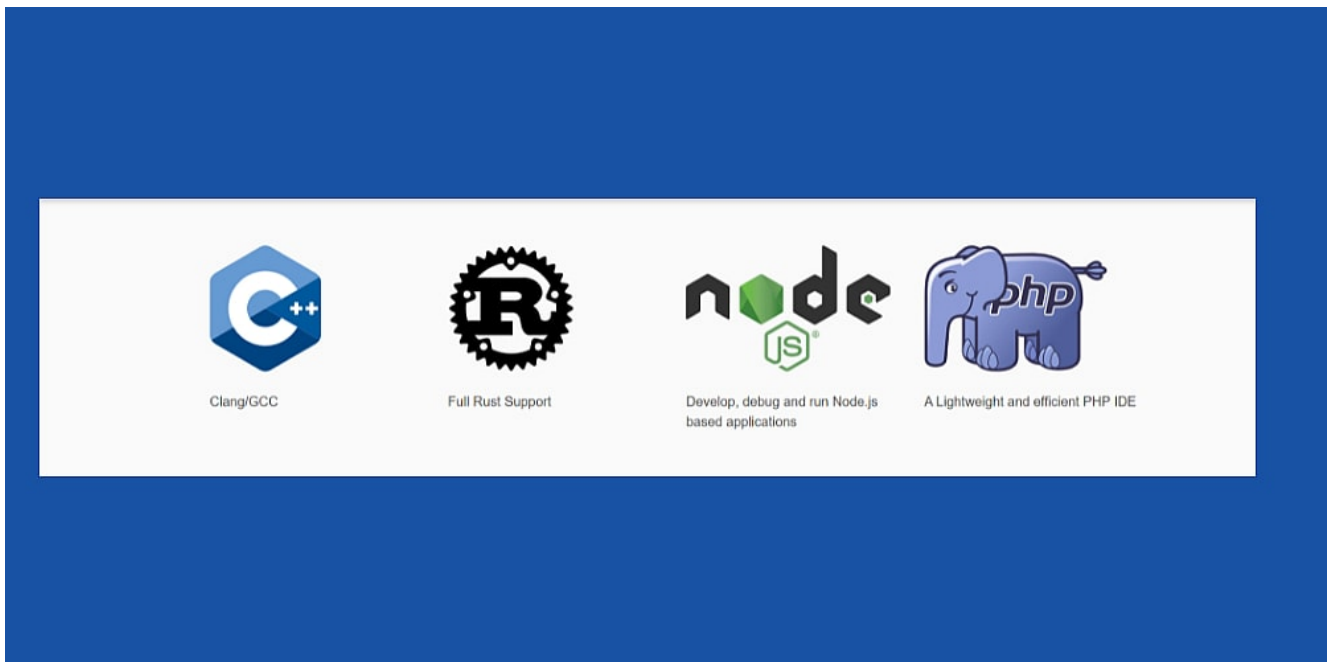 C++
R
node
JS®
php
Clang/GCC
Full Rust Support
Develop, debug and run Node.js
based applications
A Lightweight and efficient PHP IDE